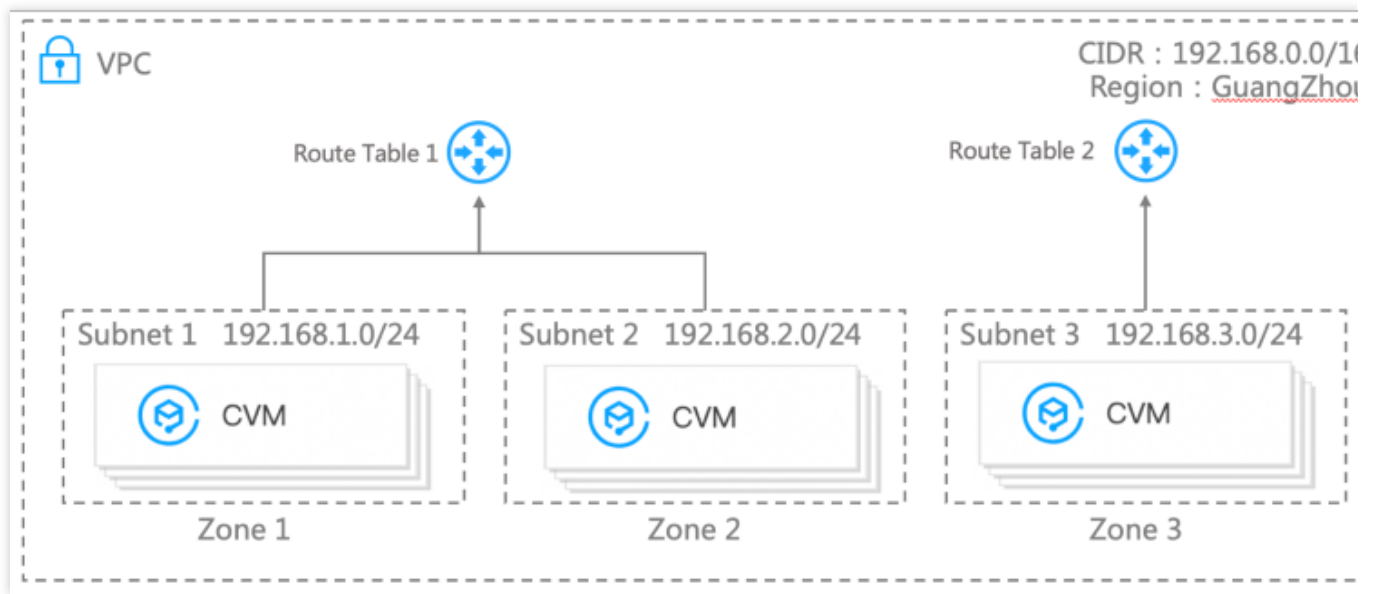 VPC
CIDR : 192.168.0.0/16
Region : GuangZhou
Route Table 1
Route Table 2
Subnet 1 192.168.1.0/24
Subnet 2 192.168.2.0/24
Subnet 3 192.168.3.0/24
CVM
CVM
CVM
Zone 1
Zone 2
Zone 3